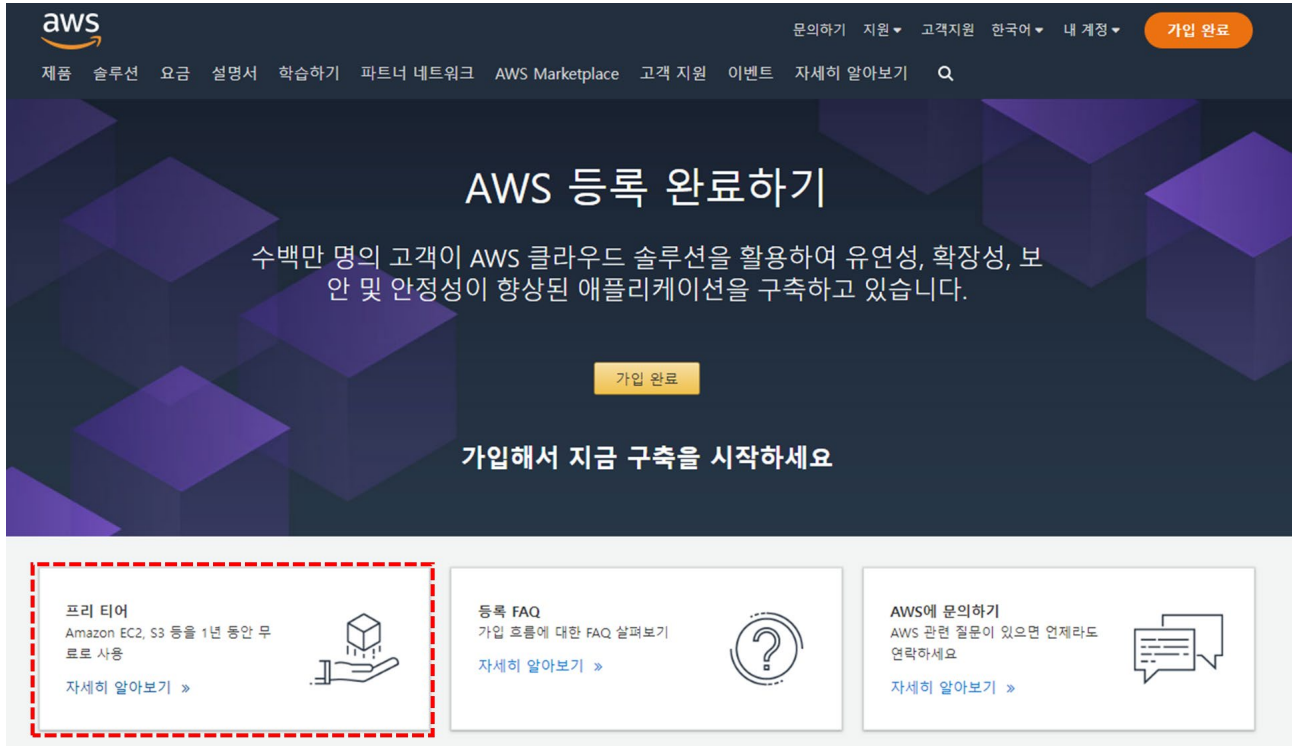 aws
문의하기 지원 고객지원 한국어 내 계정 가입 완료
제품 솔루션 요금 설명서 학습하기 파트너 네트워크 AWS Marketplace 고객 지원 이벤트 자세히 알아보기
AWS 등록 완료하기
수백만 명의 고객이 AWS 클라우드 솔루션을 활용하여 유연성, 확장성, 보
안 및 안정성이 향상된 애플리케이션을 구축하고 있습니다.
가입 완료
가입해서 지금 구축을 시작하세요
프리 티어
Amazon EC2, S3 등을 1년 동안 무
료로 사용
자세히 알아보기 »
등록 FAQ
가입 흐름에 대한 FAQ 살펴보기
자세히 알아보기 »
AWS에 문의하기
AWS 관련 질문이 있으면 언제라도
연락하세요
자세히 알아보기 »